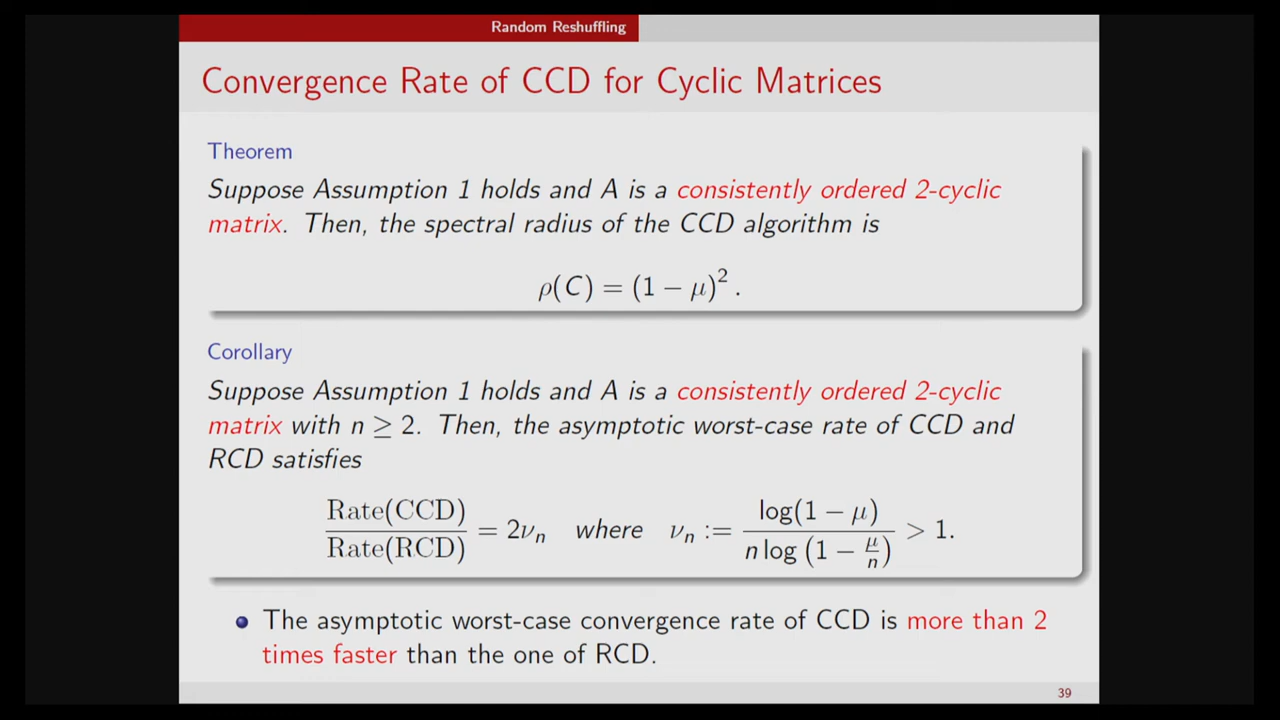 Random Reshuffling
Convergence Rate of CCD for Cyclic Matrices
Theorem
Suppose Assumption 1 holds and A is a consistently ordered 2-cyclic
matrix. Then, the spectral radius of the CCD algorithm is
ρ(C) = (1 − μ)².
Corollary
Suppose Assumption 1 holds and A is a consistently ordered 2-cyclic
matrix with n ≥ 2. Then, the asymptotic worst-case rate of CCD and
RCD satisfies
Rate(CCD)/Rate(RCD) = 2νₙ where νₙ := log(1 − μ)/(n log (1 − μ/n)) > 1.
The asymptotic worst-case convergence rate of CCD is more than 2
times faster than the one of RCD.
39